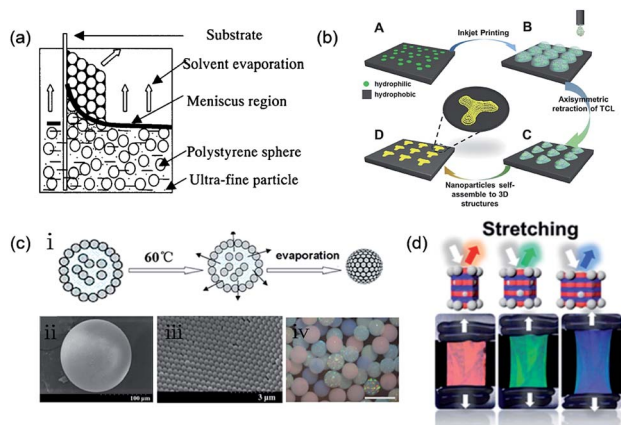 (a)
Substrate
Solvent evaporation
Meniscus region
Polystyrene sphere
Ultra-fine particle
(b)
A
Inkjet Printing
B
hydrophilic
hydrophobic
Axisymmetric
retraction of TCL
D
C
Nanoparticles self-
assemble to 3D
structures
(c)
i
60℃
evaporation
ii
100 μm
iii
3 μm
iv
(d)
Stretching